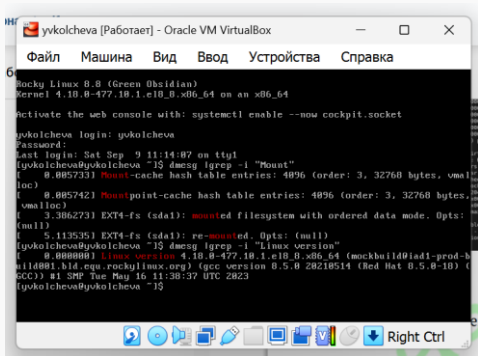 yvkolcheva [Работает] - Oracle VM VirtualBox
Файл Машина Вид Ввод Устройства Справка
Rocky Linux 8.8 (Green Obsidian)
Kernel 4.18.0-477.10.1.el8_8.x86_64 on an x86_64
Activate the web console with: systemctl enable --now cockpit.socket
yvkolcheva login: yvkolcheva
Password:
Last login: Sat Sep 9 11:14:07 on tty1
[yvkolcheva@yvkolcheva ~]$ dmesg |grep -i "Mount"
[ 0.005733] Mount-cache hash table entries: 4096 (order: 3, 32768 bytes, vmal
loc)
[ 0.005742] Mountpoint-cache hash table entries: 4096 (order: 3, 32768 bytes,
vmalloc)
[ 3.386273] EXT4-fs (sda1): mounted filesystem with ordered data mode. Opts:
(null)
[ 5.113535] EXT4-fs (sda1): re-mounted. Opts: (null)
[yvkolcheva@yvkolcheva ~]$ dmesg |grep -i "Linux version"
[ 0.000000] Linux version 4.18.0-477.10.1.el8_8.x86_64 (mockbuild@iad1-prod-b
uild001.bld.equ.rockylinux.org) (gcc version 8.5.0 20210514 (Red Hat 8.5.0-18) (
GCC)) #1 SMP Tue May 16 11:38:37 UTC 2023
[yvkolcheva@yvkolcheva ~]$
Right Ctrl